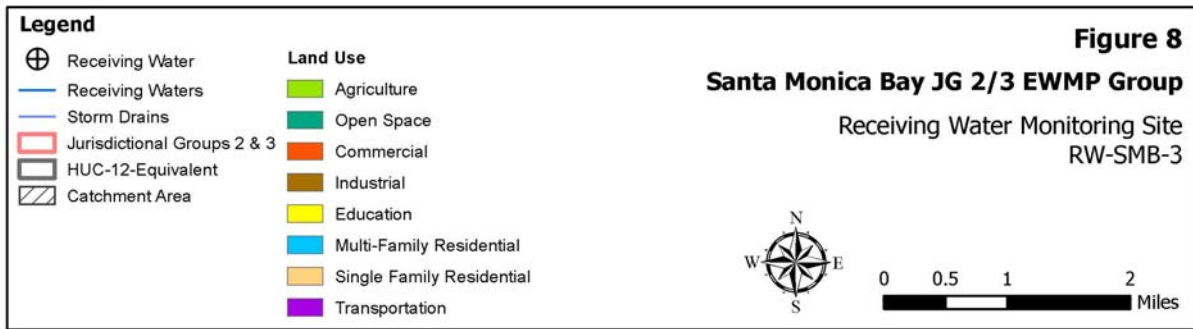 Legend
Receiving Water
Receiving Waters
Storm Drains
Jurisdictional Groups 2 & 3
HUC-12-Equivalent
Catchment Area
Land Use
Agriculture
Open Space
Commercial
Industrial
Education
Multi-Family Residential
Single Family Residential
Transportation
Figure 8
Santa Monica Bay JG 2/3 EWMP Group
Receiving Water Monitoring Site
RW-SMB-3
N
W E
S
0 0.5 1 2
Miles